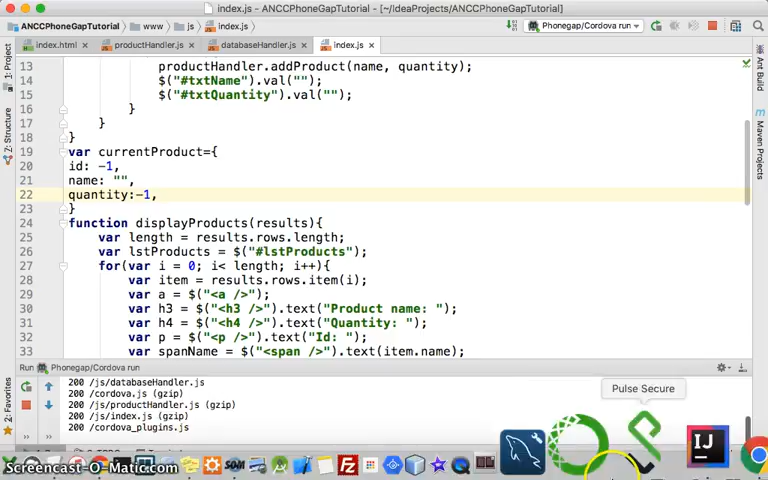 index.js - ANCCPhoneGapTutorial - [~/IdeaProjects/ANCCPhoneGapTutorial]
ANCCPhoneGapTutorial www js index.js Phonegap/Cordova run
index.html productHandler.js databaseHandler.js index.js
1: Project
7: Structure
2: Favorites
Ant Build
Maven Projects
13 productHandler.addProduct(name, quantity);
14 $("#txtName").val("");
15 $("#txtQuantity").val("");
16 }
17 }
18 }
19 var currentProduct={
20 id: -1,
21 name: "",
22 quantity:-1,
23 }
24 function displayProducts(results){
25 var length = results.rows.length;
26 var lstProducts = $("#lstProducts");
27 for(var i = 0; i< length; i++){
28 var item = results.rows.item(i);
29 var a = $("<a />");
30 var h3 = $("<h3 />").text("Product name: ");
31 var h4 = $("<h4 />").text("Quantity: ");
32 var p = $("<p />").text("Id: ");
33 var spanName = $("<span />").text(item.name);
Run Phonegap/Cordova run
200 /js/databaseHandler.js
200 /cordova.js (gzip)
200 /js/productHandler.js (gzip)
200 /js/index.js (gzip)
200 /cordova_plugins.js
Pulse Secure
SQM
FZ
IJ
Screencast-O-Matic.com